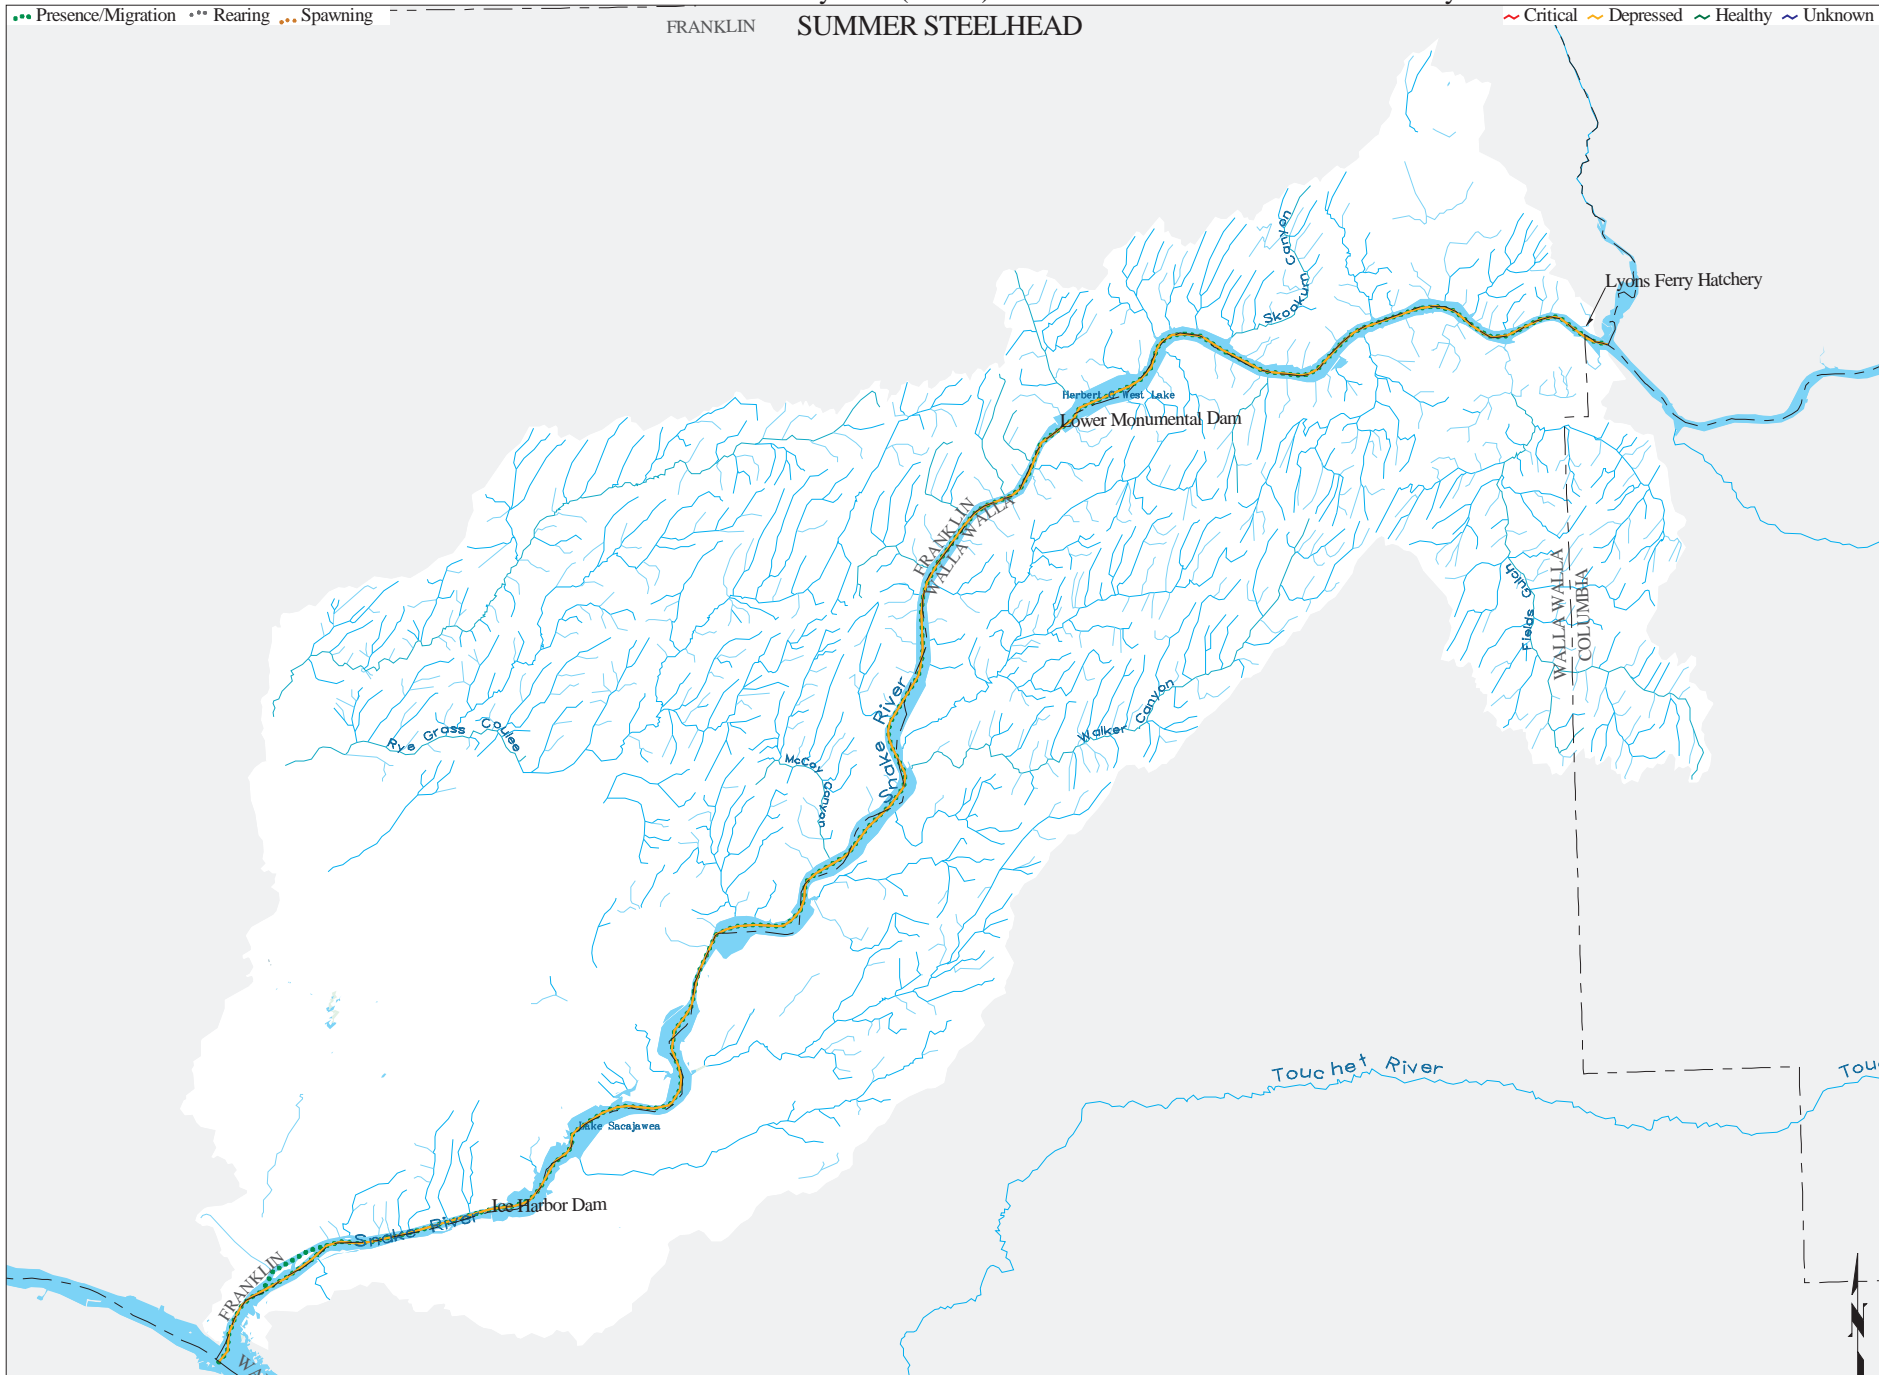 Presence/Migration
Rearing
Spawning
FRANKLIN
SUMMER STEELHEAD
Critical
Depressed
Healthy
Unknown
Skookum Canyon
Lyons Ferry Hatchery
Herbert G West Lake
Lower Monumental Dam
FRANKLIN
WALLA WALLA
Fields Gulch
WALLA WALLA
COLUMBIA
Snake River
Walker Canyon
Rye Grass Coulee
McCoy Canyon
Touchet River
Lake Sacajawea
Ice Harbor Dam
Snake River
FRANKLIN
N